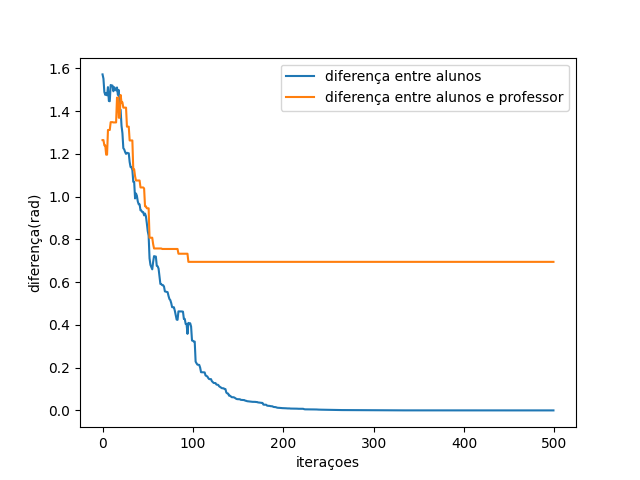 diferença entre alunos
diferença entre alunos e professor
1.6
1.4
1.2
1.0
0.8
0.6
0.4
0.2
0.0
diferença(rad)
0 100 200 300 400 500
iteraçoes